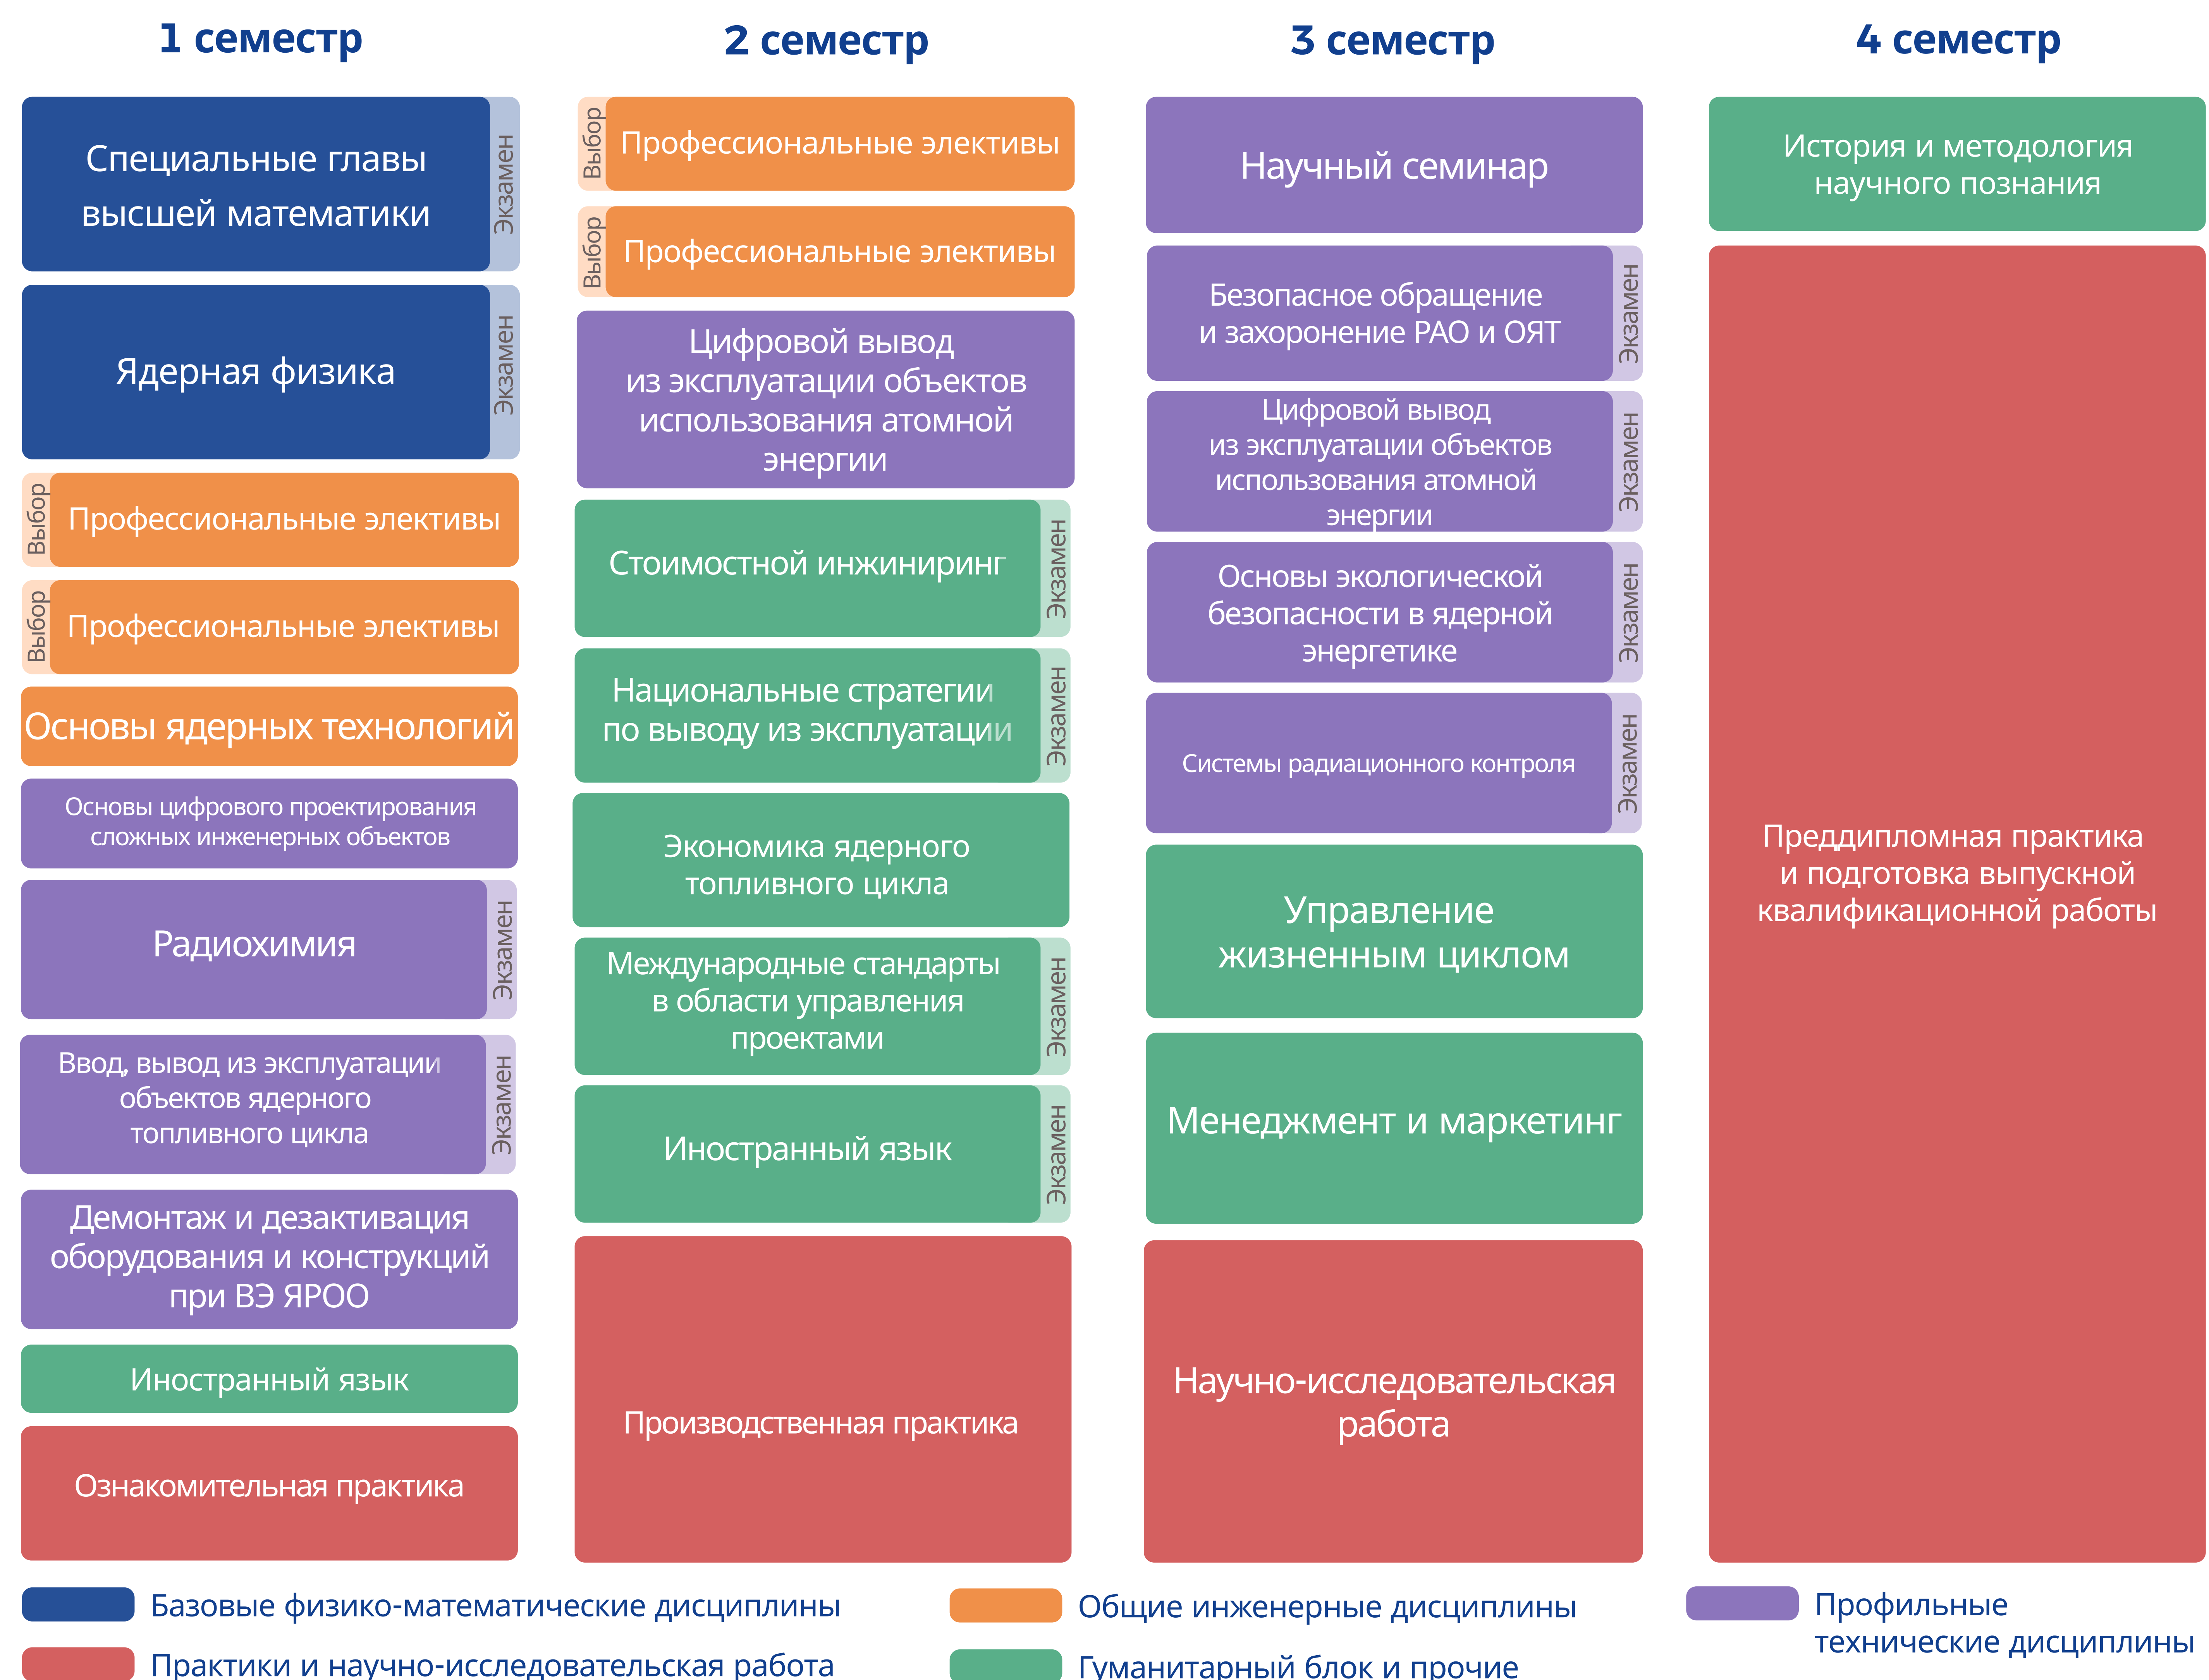 1 семестр
Специальные главы
высшей математики
Экзамен
Ядерная физика
Экзамен
Выбор
Профессиональные элективы
Выбор
Профессиональные элективы
Основы ядерных технологий
Основы цифрового проектирования
сложных инженерных объектов
Радиохимия
Экзамен
Ввод, вывод из эксплуатации
объектов ядерного
топливного цикла
Экзамен
Демонтаж и дезактивация
оборудования и конструкций
при ВЭ ЯРОО
Иностранный язык
Ознакомительная практика
2 семестр
Выбор
Профессиональные элективы
Выбор
Профессиональные элективы
Цифровой вывод
из эксплуатации объектов
использования атомной
энергии
Стоимостной инжиниринг
Экзамен
Национальные стратегии
по выводу из эксплуатации
Экзамен
Экономика ядерного
топливного цикла
Международные стандарты
в области управления
проектами
Экзамен
Иностранный язык
Экзамен
Производственная практика
3 семестр
Научный семинар
Безопасное обращение
и захоронение РАО и ОЯТ
Экзамен
Цифровой вывод
из эксплуатации объектов
использования атомной
энергии
Экзамен
Основы экологической
безопасности в ядерной
энергетике
Экзамен
Системы радиационного контроля
Экзамен
Управление
жизненным циклом
Менеджмент и маркетинг
Научно-исследовательская
работа
4 семестр
История и методология
научного познания
Преддипломная практика
и подготовка выпускной
квалификационной работы
Базовые физико-математические дисциплины
Практики и научно-исследовательская работа
Общие инженерные дисциплины
Гуманитарный блок и прочие
Профильные
технические дисциплины